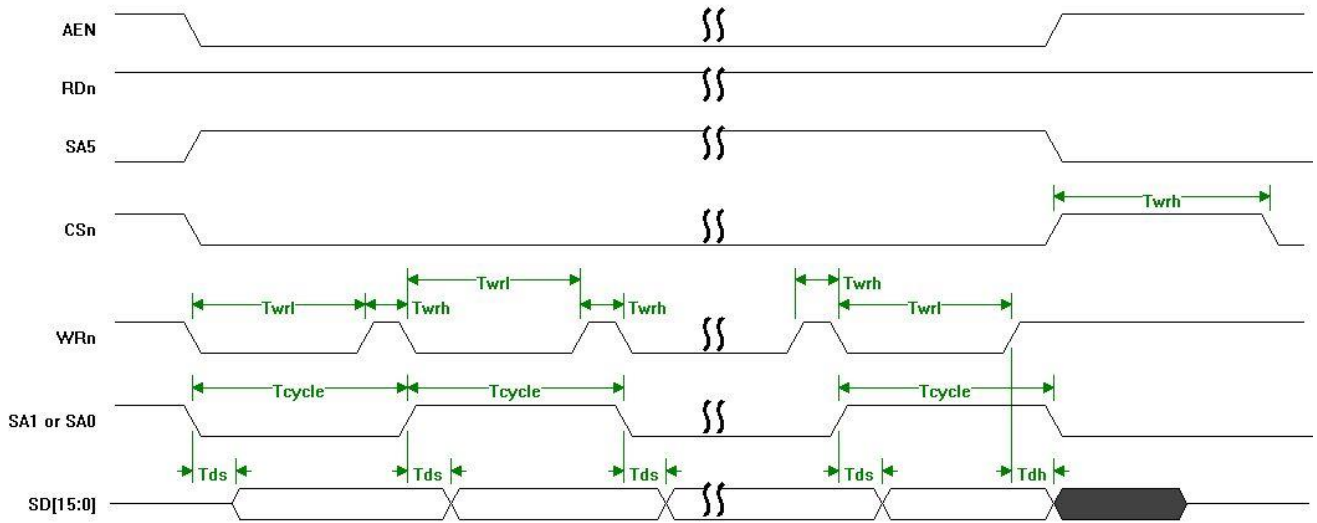 AEN
RDn
SA5
Twrh
CSn
Twrl Twrh Twrl Twrh Twrh Twrl
WRn
Tcycle Tcycle Tcycle
SA1 or SA0
Tds Tds Tds Tds Tdh
SD[15:0]